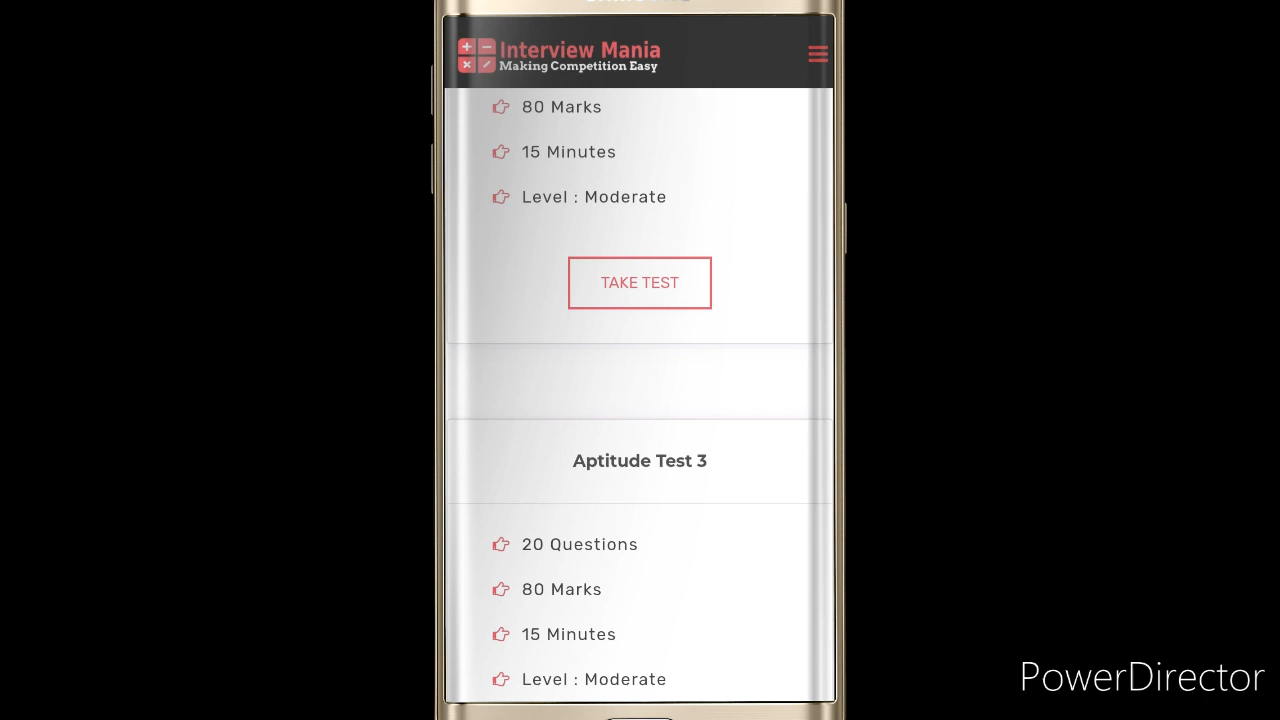 Interview Mania
Making Competition Easy
80 Marks
15 Minutes
Level : Moderate
TAKE TEST
Aptitude Test 3
20 Questions
80 Marks
15 Minutes
Level : Moderate
PowerDirector